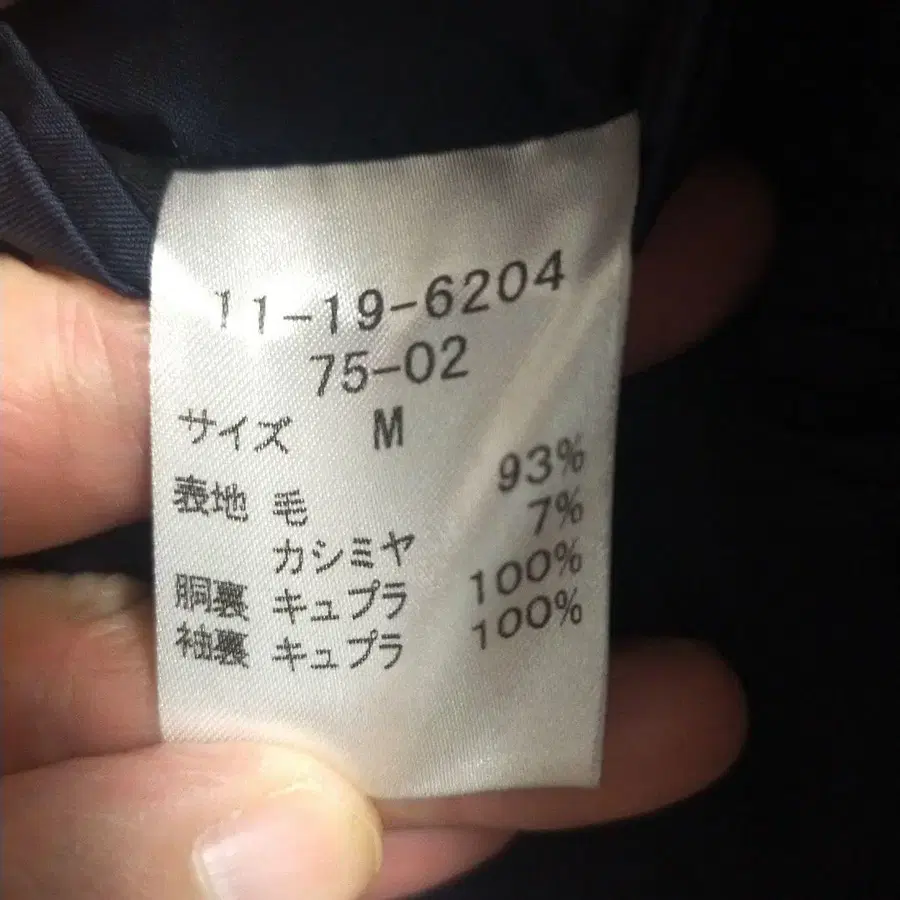 11-19-6204
75-02
サイズ M
表地 毛 93%
カシミヤ 7%
胴裏 キュプラ 100%
袖裏 キュプラ 100%